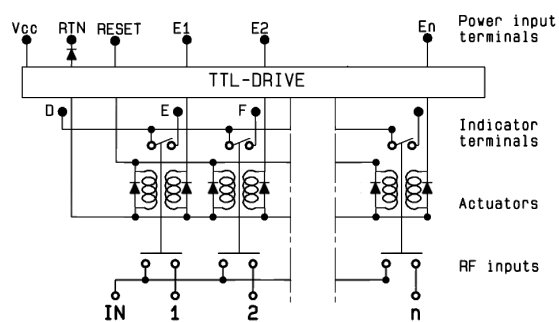 Vcc RTN RESET E1 E2 En Power input
terminals
TTL-DRIVE
D E F
Indicator
terminals
Actuators
RF inputs
IN 1 2 n